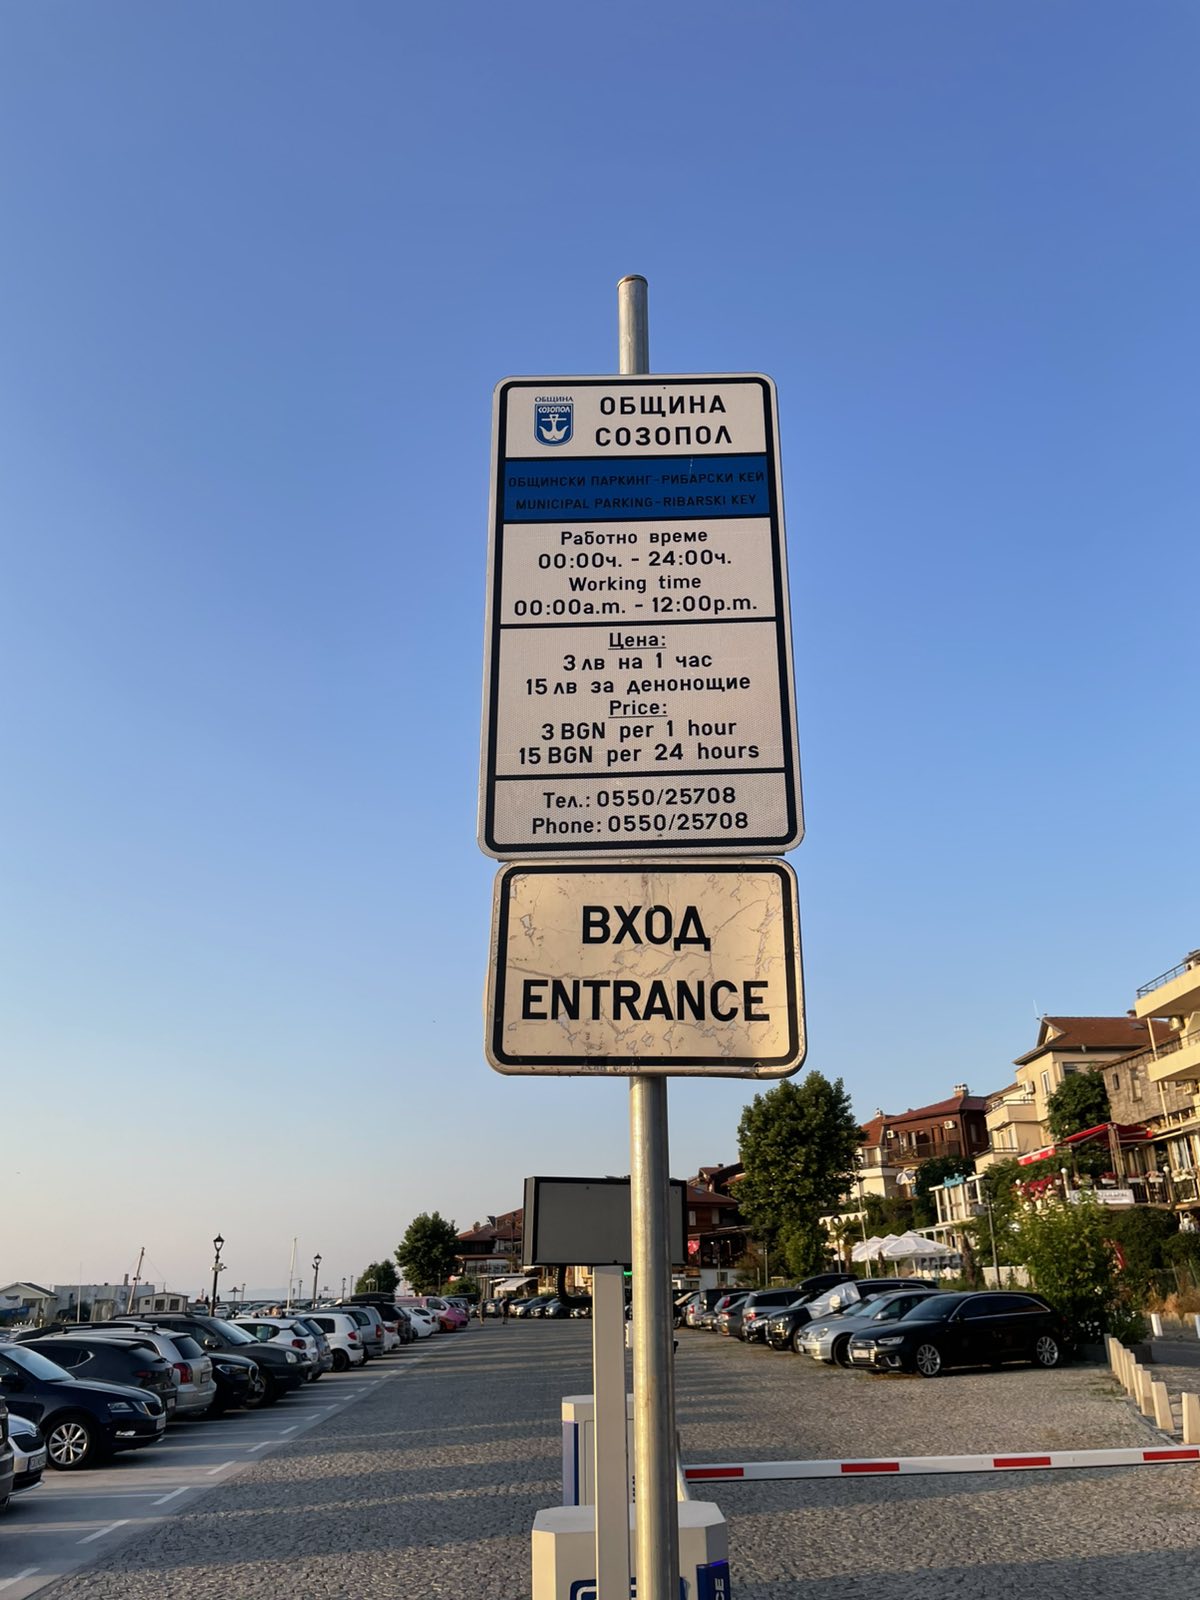 ОБЩИНА
СОЗОПОЛ
ОБЩИНА
СОЗОПОЛ
ОБЩИНСКИ ПАРКИНГ-РИБАРСКИ КЕЙ
MUNICIPAL PARKING-RIBARSKI KEY
Работно време
00:00ч. - 24:00ч.
Working time
00:00a.m. - 12:00p.m.
Цена:
3 лв на 1 час
15 лв за денонощие
Price:
3 BGN per 1 hour
15 BGN per 24 hours
Тел.: 0550/25708
Phone: 0550/25708
ВХОД
ENTRANCE